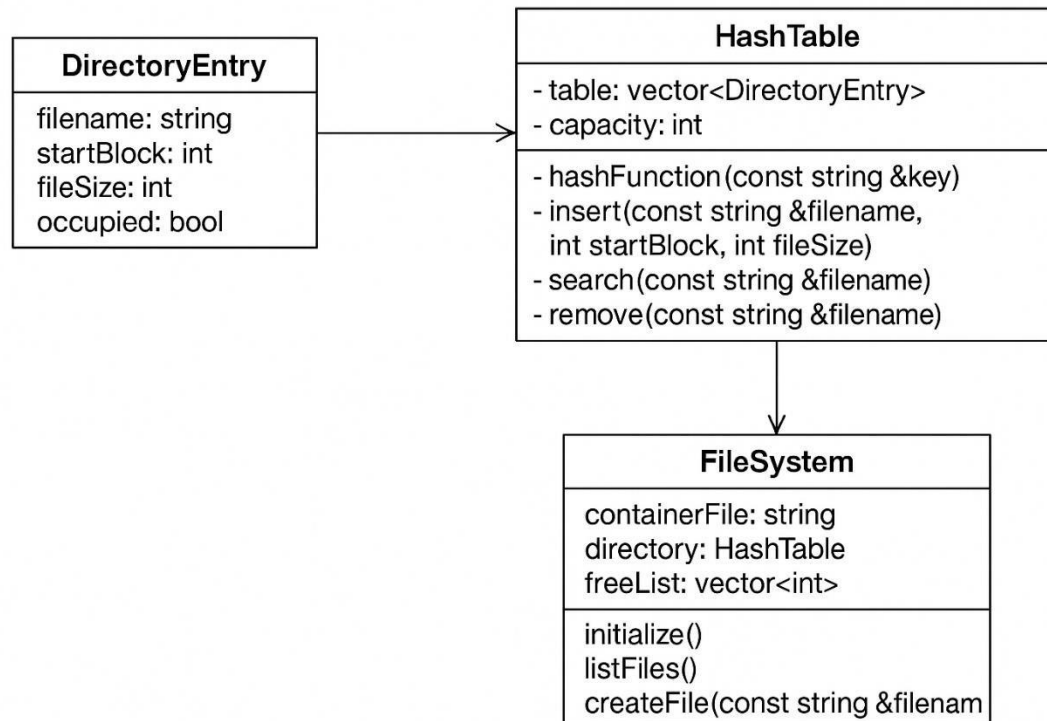 DirectoryEntry
filename: string
startBlock: int
fileSize: int
occupied: bool
HashTable
- table: vector<DirectoryEntry>
- capacity: int
- hashFunction(const string &key)
- insert(const string &filename,
int startBlock, int fileSize)
- search(const string &filename)
- remove(const string &filename)
FileSystem
containerFile: string
directory: HashTable
freeList: vector<int>
initialize()
listFiles()
createFile(const string &filenam